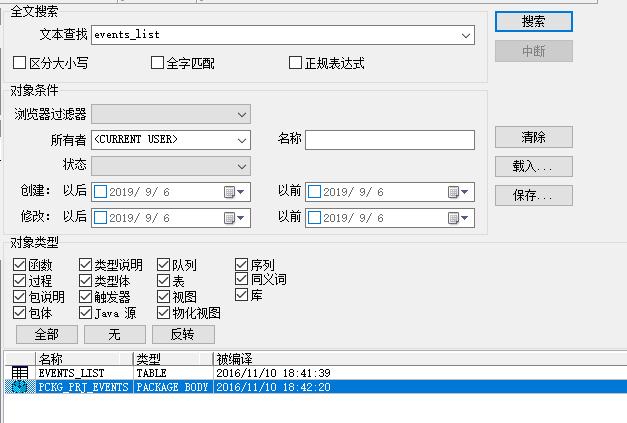 全文搜索
文本查找 events_list
搜索
区分大小写 全字匹配 正规表达式
中断
对象条件
浏览器过滤器
所有者 <CURRENT USER> 名称
清除
状态
载入...
创建: 以后 2019/ 9/ 6 以前 2019/ 9/ 6
保存...
修改: 以后 2019/ 9/ 6 以前 2019/ 9/ 6
对象类型
函数 类型说明 队列 序列
过程 类型体 表 同义词
包说明 触发器 视图 库
包体 Java 源 物化视图
全部 无 反转
名称 类型 被编译
EVENTS_LIST TABLE 2016/11/10 18:41:39
PCKG_PRJ_EVENTS PACKAGE BODY 2016/11/10 18:42:20